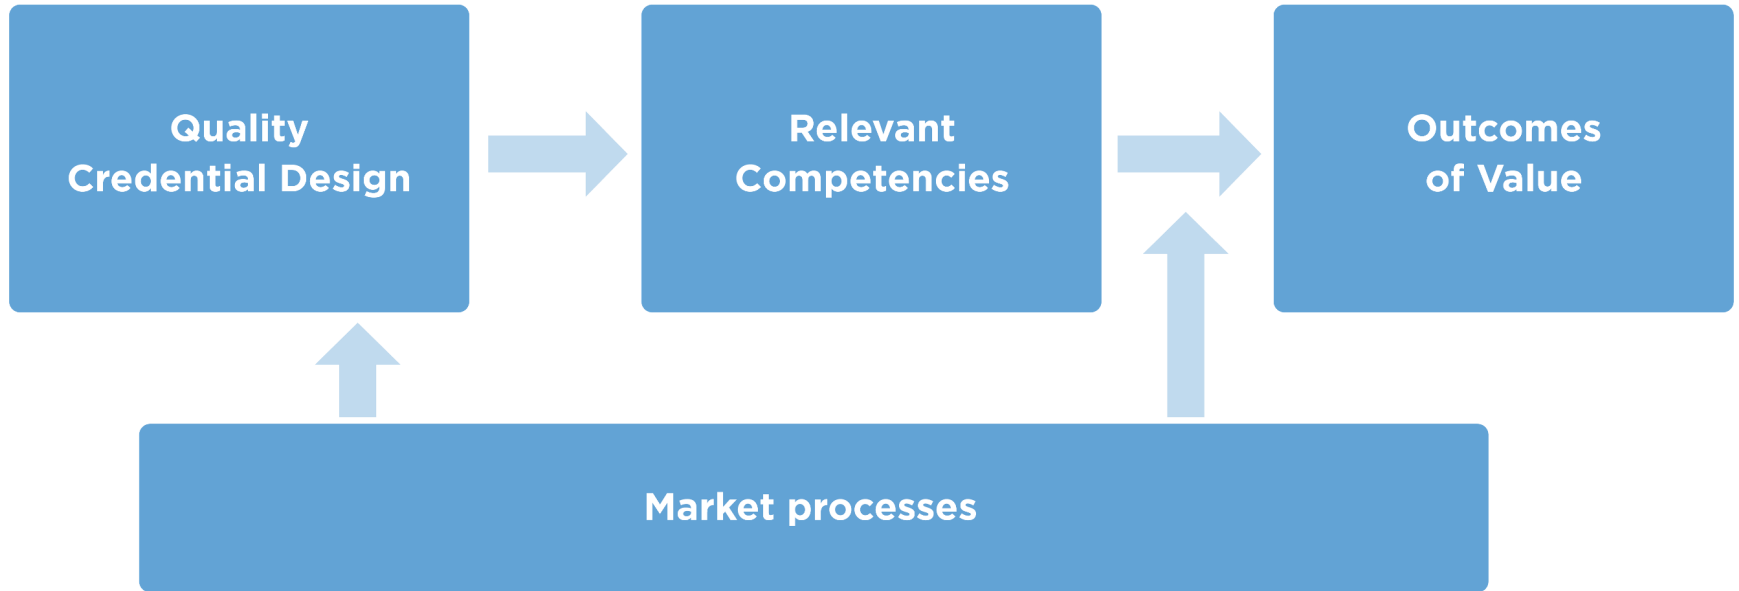 Quality
Credential Design
Relevant
Competencies
Outcomes
of Value
Market processes